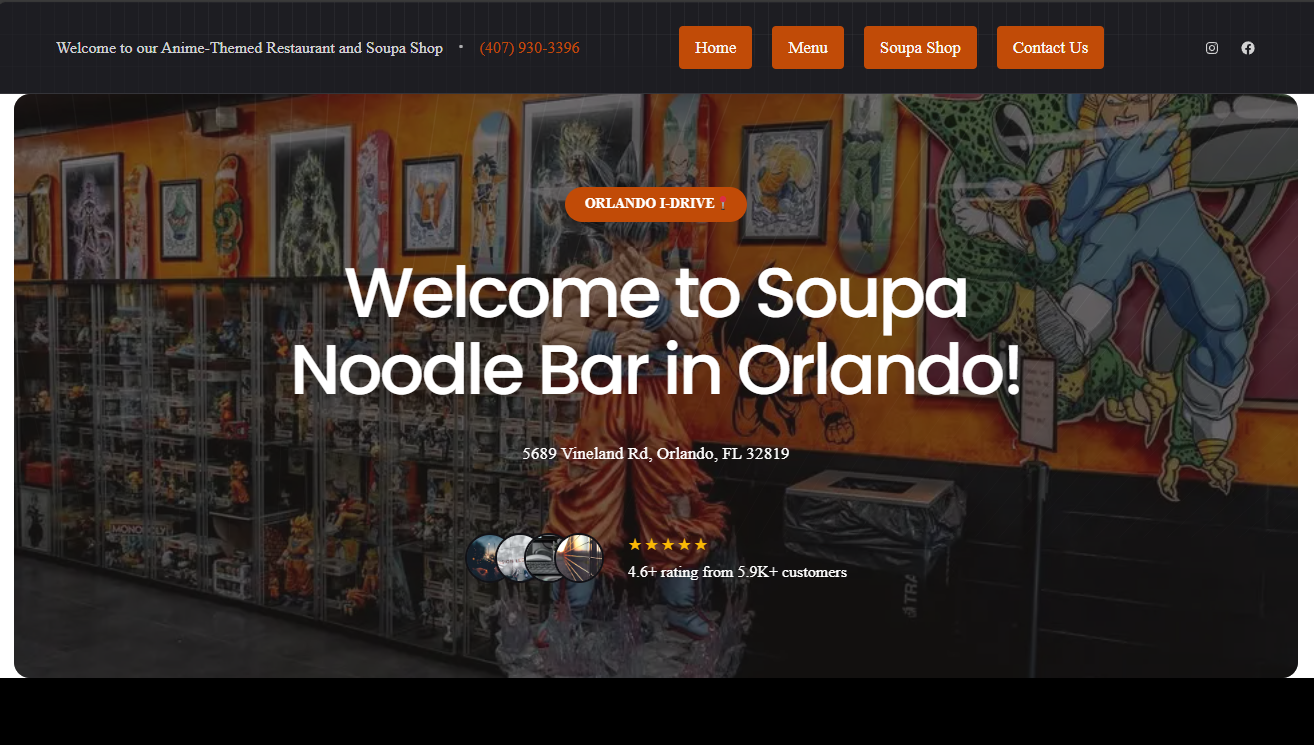 Welcome to our Anime-Themed Restaurant and Soupa Shop • (407) 930-3396
Home
Menu
Soupa Shop
Contact Us
ORLANDO I-DRIVE
Welcome to Soupa
Noodle Bar in Orlando!
5689 Vineland Rd, Orlando, FL 32819
★★★★★
4.6+ rating from 5.9K+ customers